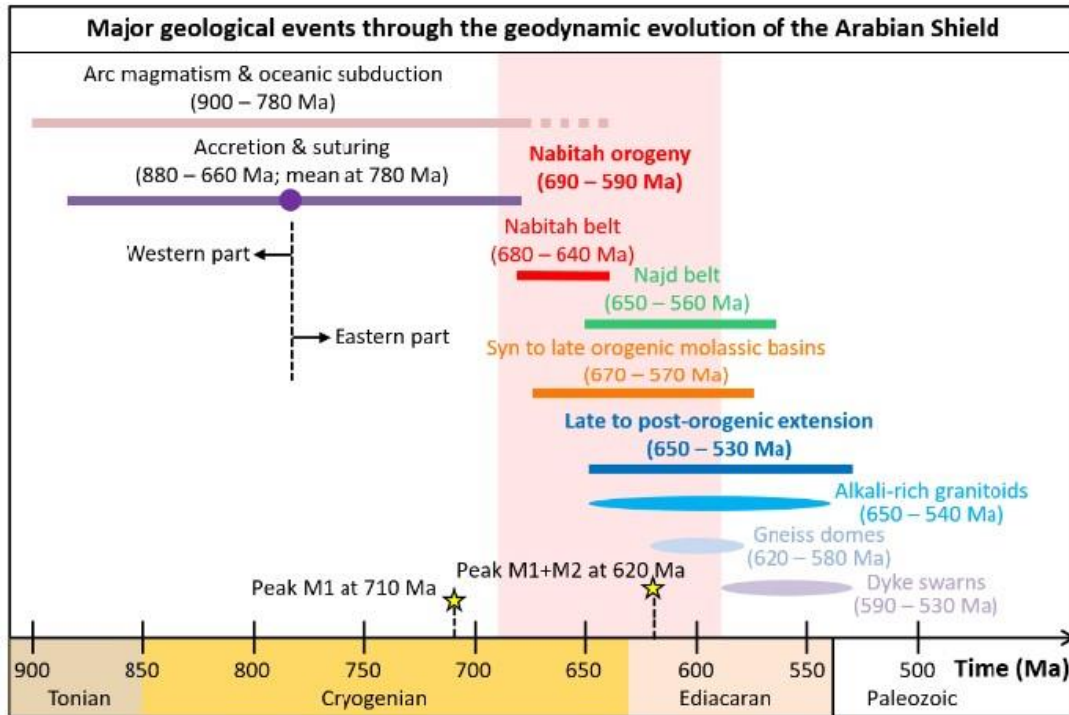 Major geological events through the geodynamic evolution of the Arabian Shield
Arc magmatism & oceanic subduction
(900 – 780 Ma)
Accretion & suturing
(880 – 660 Ma; mean at 780 Ma)
Nabitah orogeny
(690 – 590 Ma)
Western part
Eastern part
Nabitah belt
(680 – 640 Ma)
Najd belt
(650 – 560 Ma)
Syn to late orogenic molassic basins
(670 – 570 Ma)
Late to post-orogenic extension
(650 – 530 Ma)
Alkali-rich granitoids
(650 – 540 Ma)
Gneiss domes
(620 – 580 Ma)
Peak M1 at 710 Ma
Peak M1+M2 at 620 Ma
Dyke swarns
(590 – 530 Ma)
900 850 800 750 700 650 600 550 500 Time (Ma)
Tonian Cryogenian Ediacaran Paleozoic